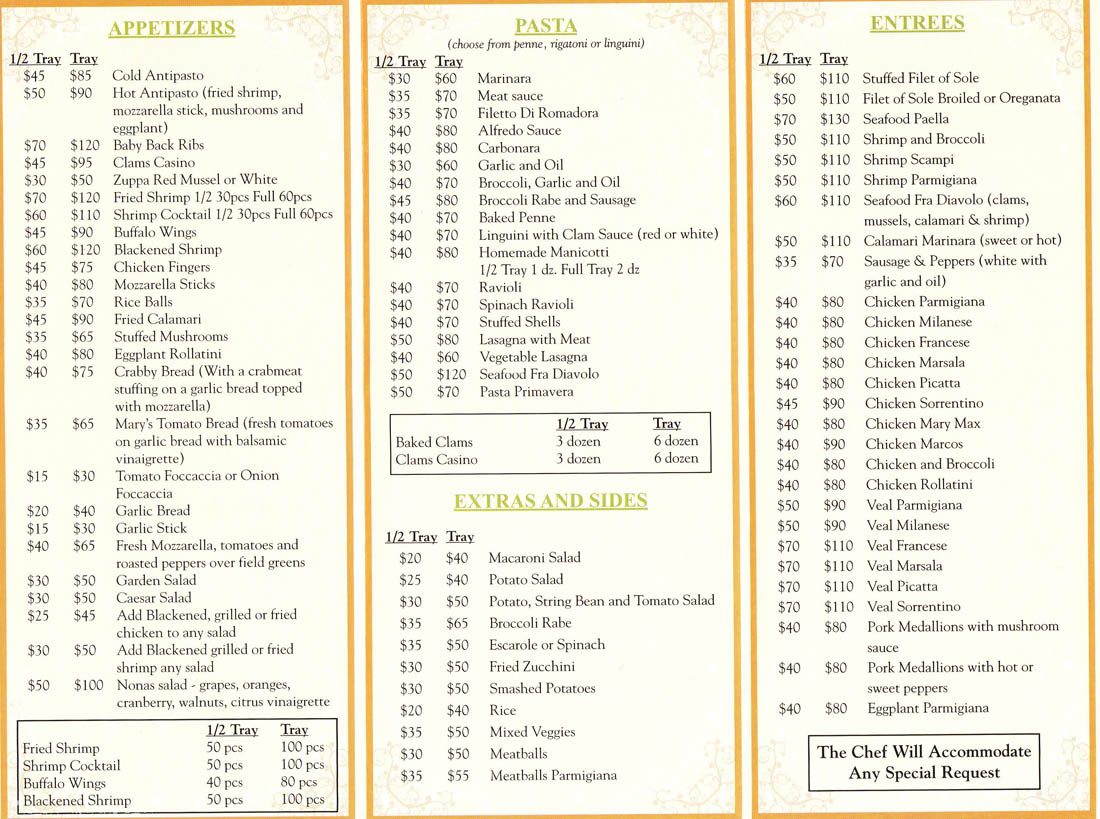 APPETIZERS
1/2 Tray Tray
$45 $85 Cold Antipasto
$50 $90 Hot Antipasto (fried shrimp,
mozzarella stick, mushrooms and
eggplant)
$70 $120 Baby Back Ribs
$45 $95 Clams Casino
$30 $50 Zuppa Red Mussel or White
$70 $120 Fried Shrimp 1/2 30pcs Full 60pcs
$60 $110 Shrimp Cocktail 1/2 30pcs Full 60pcs
$45 $90 Buffalo Wings
$60 $120 Blackened Shrimp
$45 $75 Chicken Fingers
$40 $80 Mozzarella Sticks
$35 $70 Rice Balls
$45 $90 Fried Calamari
$35 $65 Stuffed Mushrooms
$40 $80 Eggplant Rollatini
$40 $75 Crabby Bread (With a crabmeat
stuffing on a garlic bread topped
with mozzarella)
$35 $65 Mary's Tomato Bread (fresh tomatoes
on garlic bread with balsamic
vinaigrette)
$15 $30 Tomato Foccaccia or Onion
Foccaccia
$20 $40 Garlic Bread
$15 $30 Garlic Stick
$40 $65 Fresh Mozzarella, tomatoes and
roasted peppers over field greens
$30 $50 Garden Salad
$30 $50 Caesar Salad
$25 $45 Add Blackened, grilled or fried
chicken to any salad
$30 $50 Add Blackened grilled or fried
shrimp any salad
$50 $100 Nonas salad - grapes, oranges,
cranberry, walnuts, citrus vinaigrette
1/2 Tray Tray
Fried Shrimp 50 pcs 100 pcs
Shrimp Cocktail 50 pcs 100 pcs
Buffalo Wings 40 pcs 80 pcs
Blackened Shrimp 50 pcs 100 pcs
PASTA
(choose from penne, rigatoni or linguini)
1/2 Tray Tray
$30 $60 Marinara
$35 $70 Meat sauce
$35 $70 Filetto Di Romadora
$40 $80 Alfredo Sauce
$40 $80 Carbonara
$30 $60 Garlic and Oil
$40 $70 Broccoli, Garlic and Oil
$45 $80 Broccoli Rabe and Sausage
$40 $70 Baked Penne
$40 $70 Linguini with Clam Sauce (red or white)
$40 $80 Homemade Manicotti
1/2 Tray 1 dz. Full Tray 2 dz
$40 $70 Ravioli
$40 $70 Spinach Ravioli
$40 $70 Stuffed Shells
$50 $80 Lasagna with Meat
$40 $60 Vegetable Lasagna
$50 $120 Seafood Fra Diavolo
$50 $70 Pasta Primavera
1/2 Tray Tray
Baked Clams 3 dozen 6 dozen
Clams Casino 3 dozen 6 dozen
EXTRAS AND SIDES
1/2 Tray Tray
$20 $40 Macaroni Salad
$25 $40 Potato Salad
$30 $50 Potato, String Bean and Tomato Salad
$35 $65 Broccoli Rabe
$35 $50 Escarole or Spinach
$30 $50 Fried Zucchini
$30 $50 Smashed Potatoes
$20 $40 Rice
$35 $50 Mixed Veggies
$30 $50 Meatballs
$35 $55 Meatballs Parmigiana
ENTREES
1/2 Tray Tray
$60 $110 Stuffed Filet of Sole
$50 $110 Filet of Sole Broiled or Oreganata
$70 $130 Seafood Paella
$50 $110 Shrimp and Broccoli
$50 $110 Shrimp Scampi
$50 $110 Shrimp Parmigiana
$60 $110 Seafood Fra Diavolo (clams,
mussels, calamari & shrimp)
$50 $110 Calamari Marinara (sweet or hot)
$35 $70 Sausage & Peppers (white with
garlic and oil)
$40 $80 Chicken Parmigiana
$40 $80 Chicken Milanese
$40 $80 Chicken Francese
$40 $80 Chicken Marsala
$40 $80 Chicken Picatta
$45 $90 Chicken Sorrentino
$40 $80 Chicken Mary Max
$40 $90 Chicken Marcos
$40 $80 Chicken and Broccoli
$40 $80 Chicken Rollatini
$50 $90 Veal Parmigiana
$50 $90 Veal Milanese
$70 $110 Veal Francese
$70 $110 Veal Marsala
$70 $110 Veal Picatta
$70 $110 Veal Sorrentino
$40 $80 Pork Medallions with mushroom
sauce
$40 $80 Pork Medallions with hot or
sweet peppers
$40 $80 Eggplant Parmigiana
The Chef Will Accommodate
Any Special Request